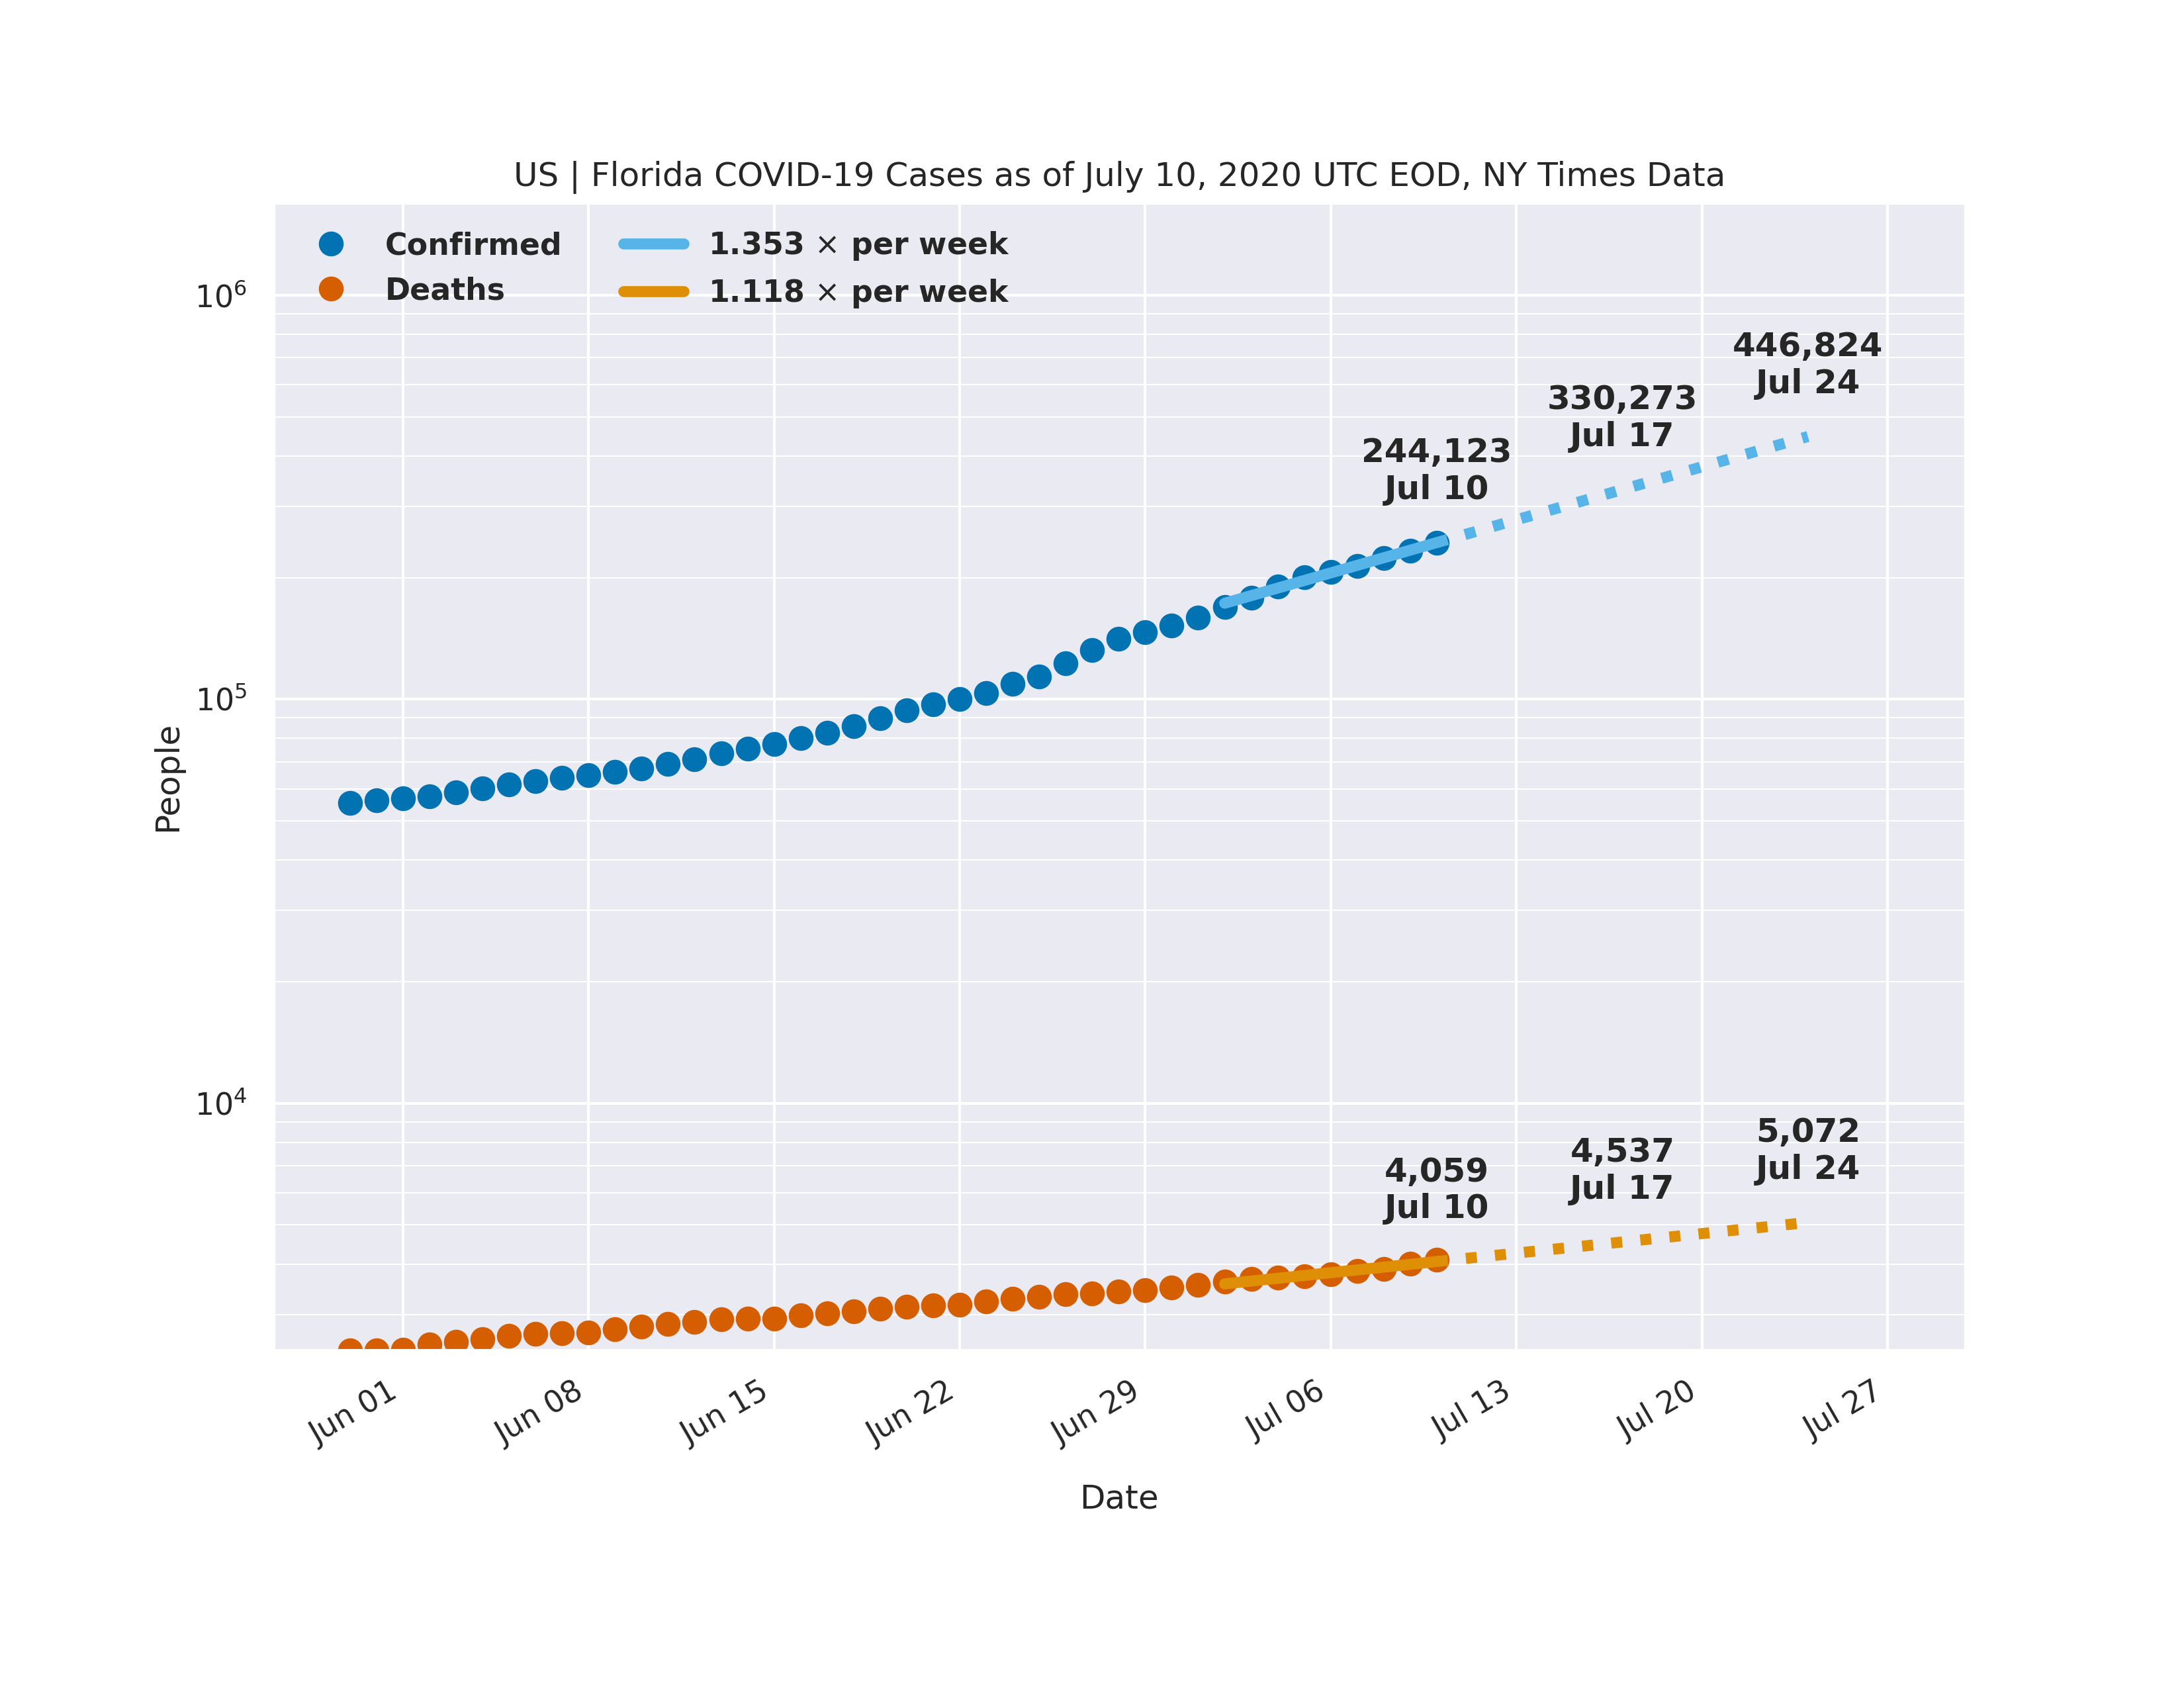 US | Florida COVID-19 Cases as of July 10, 2020 UTC EOD, NY Times Data
Confirmed
Deaths
1.353 × per week
1.118 × per week
10⁶
10⁵
10⁴
People
446,824
Jul 24
330,273
Jul 17
244,123
Jul 10
5,072
Jul 24
4,537
Jul 17
4,059
Jul 10
Jun 01
Jun 08
Jun 15
Jun 22
Jun 29
Jul 06
Jul 13
Jul 20
Jul 27
Date